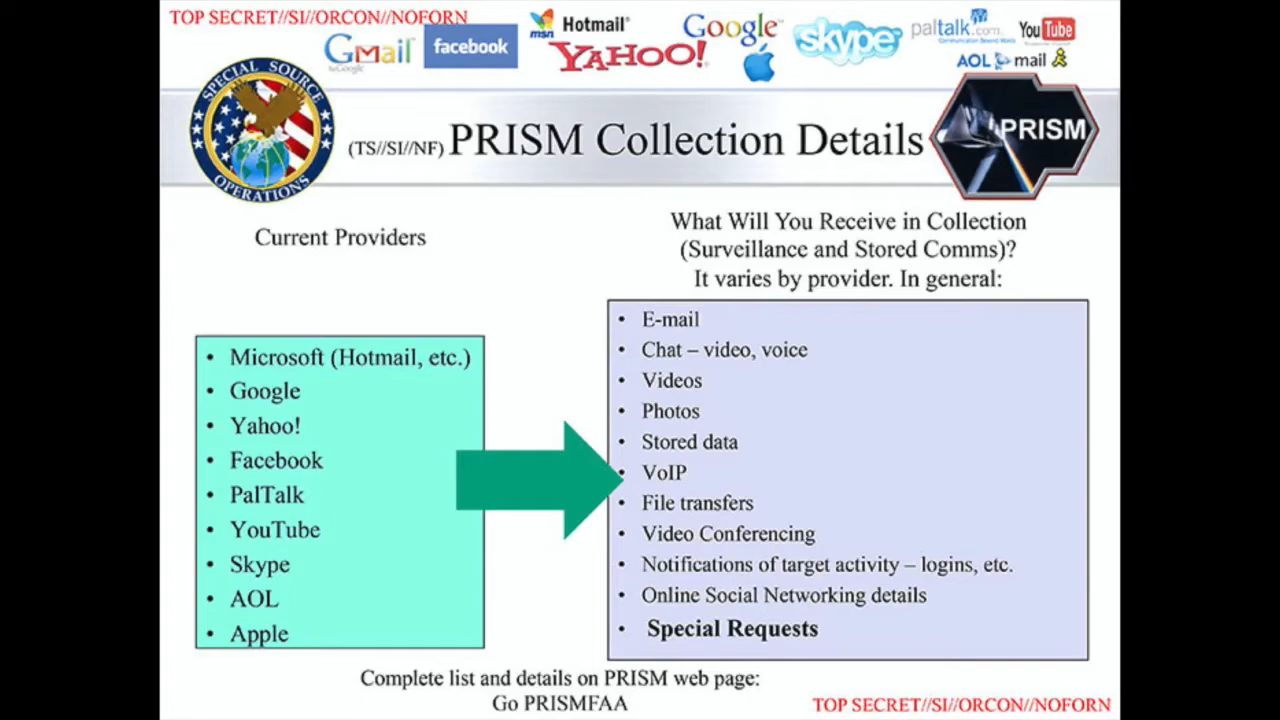 TOP SECRET//SI//ORCON//NOFORN
Gmail
by Google
facebook
msn
Hotmail
YAHOO!
Google
skype
paltalk.com
YouTube
AOL mail
SPECIAL SOURCE OPERATIONS
(TS//SI//NF) PRISM Collection Details
PRISM
Current Providers
• Microsoft (Hotmail, etc.)
• Google
• Yahoo!
• Facebook
• PalTalk
• YouTube
• Skype
• AOL
• Apple
What Will You Receive in Collection
(Surveillance and Stored Comms)?
It varies by provider. In general:
• E-mail
• Chat – video, voice
• Videos
• Photos
• Stored data
• VoIP
• File transfers
• Video Conferencing
• Notifications of target activity – logins, etc.
• Online Social Networking details
• Special Requests
Complete list and details on PRISM web page:
Go PRISMFAA
TOP SECRET//SI//ORCON//NOFORN